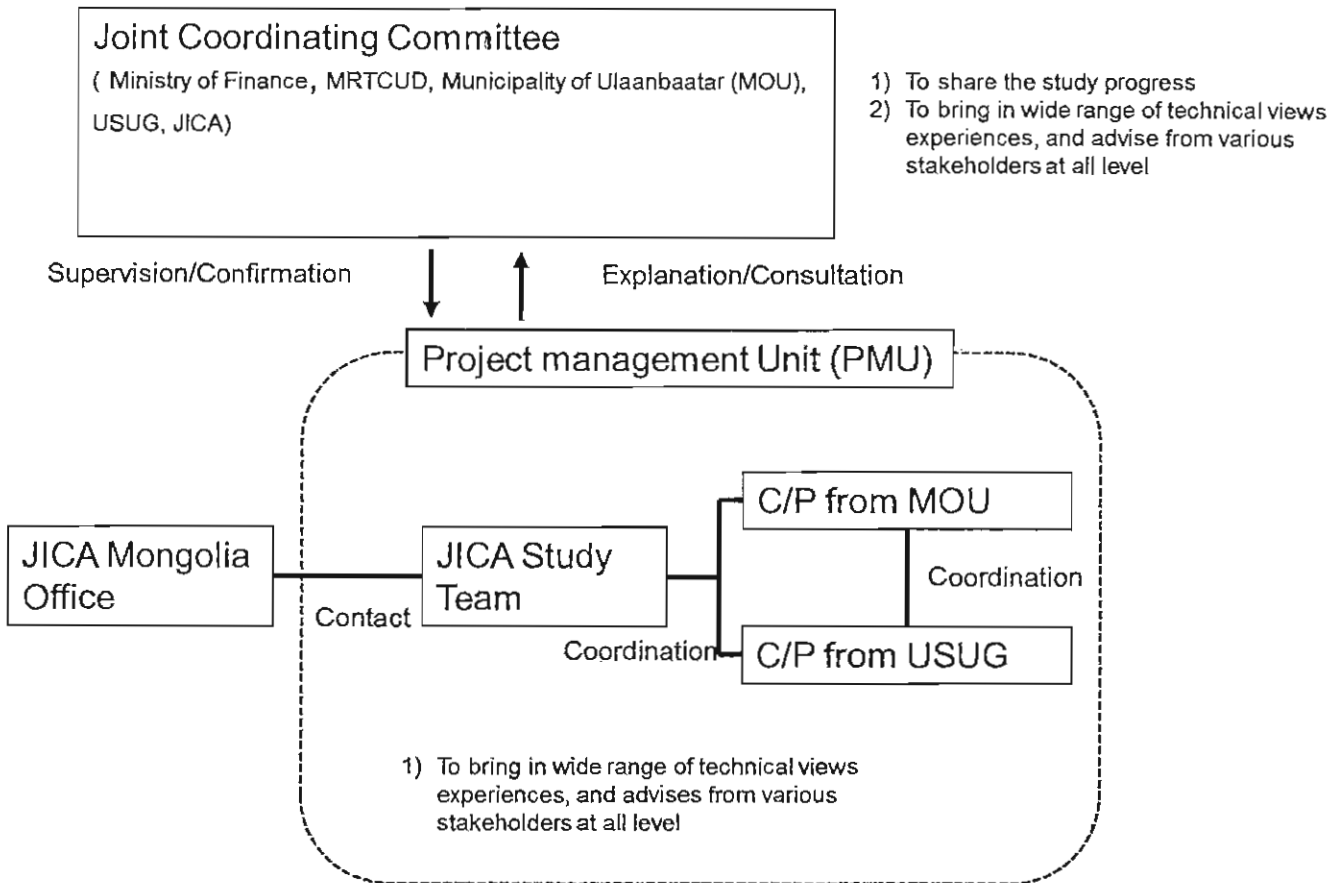 Joint Coordinating Committee
( Ministry of Finance, MRTCUD, Municipality of Ulaanbaatar (MOU),
USUG, JICA)
1) To share the study progress
2) To bring in wide range of technical views
experiences, and advise from various
stakeholders at all level
Supervision/Confirmation
Explanation/Consultation
Project management Unit (PMU)
C/P from MOU
JICA Mongolia
Office
JICA Study
Team
Coordination
Contact
Coordination
C/P from USUG
1) To bring in wide range of technical views
experiences, and advises from various
stakeholders at all level